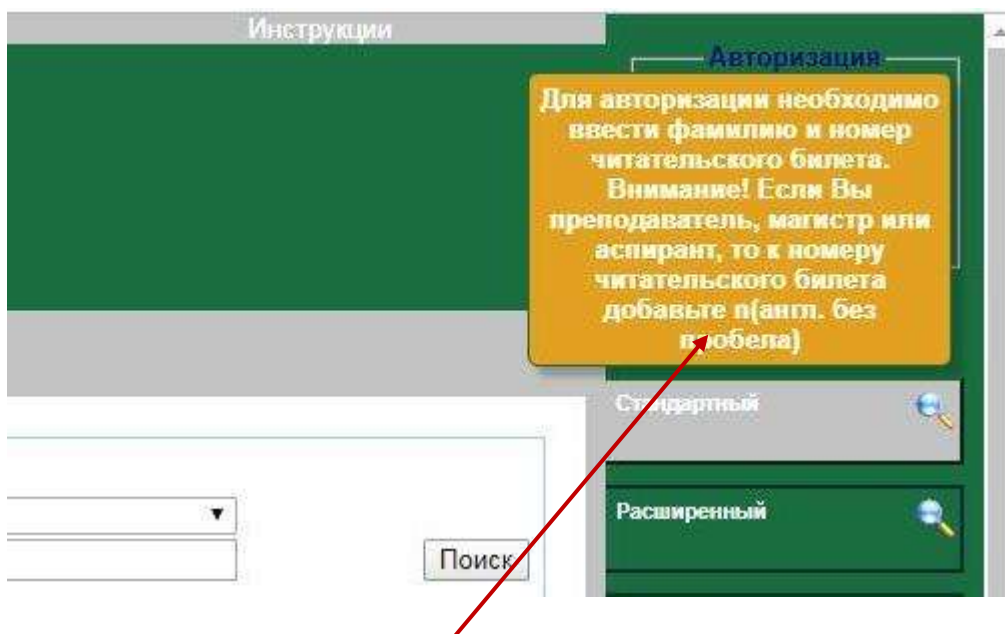 Инструкции
Авторизация
Для авторизации необходимо
ввести фамилию и номер
читательского билета.
Внимание! Если Вы
преподаватель, магистр или
аспирант, то к номеру
читательского билета
добавьте n(англ. без
пробела)
Стандартный
Расширенный
Поиск